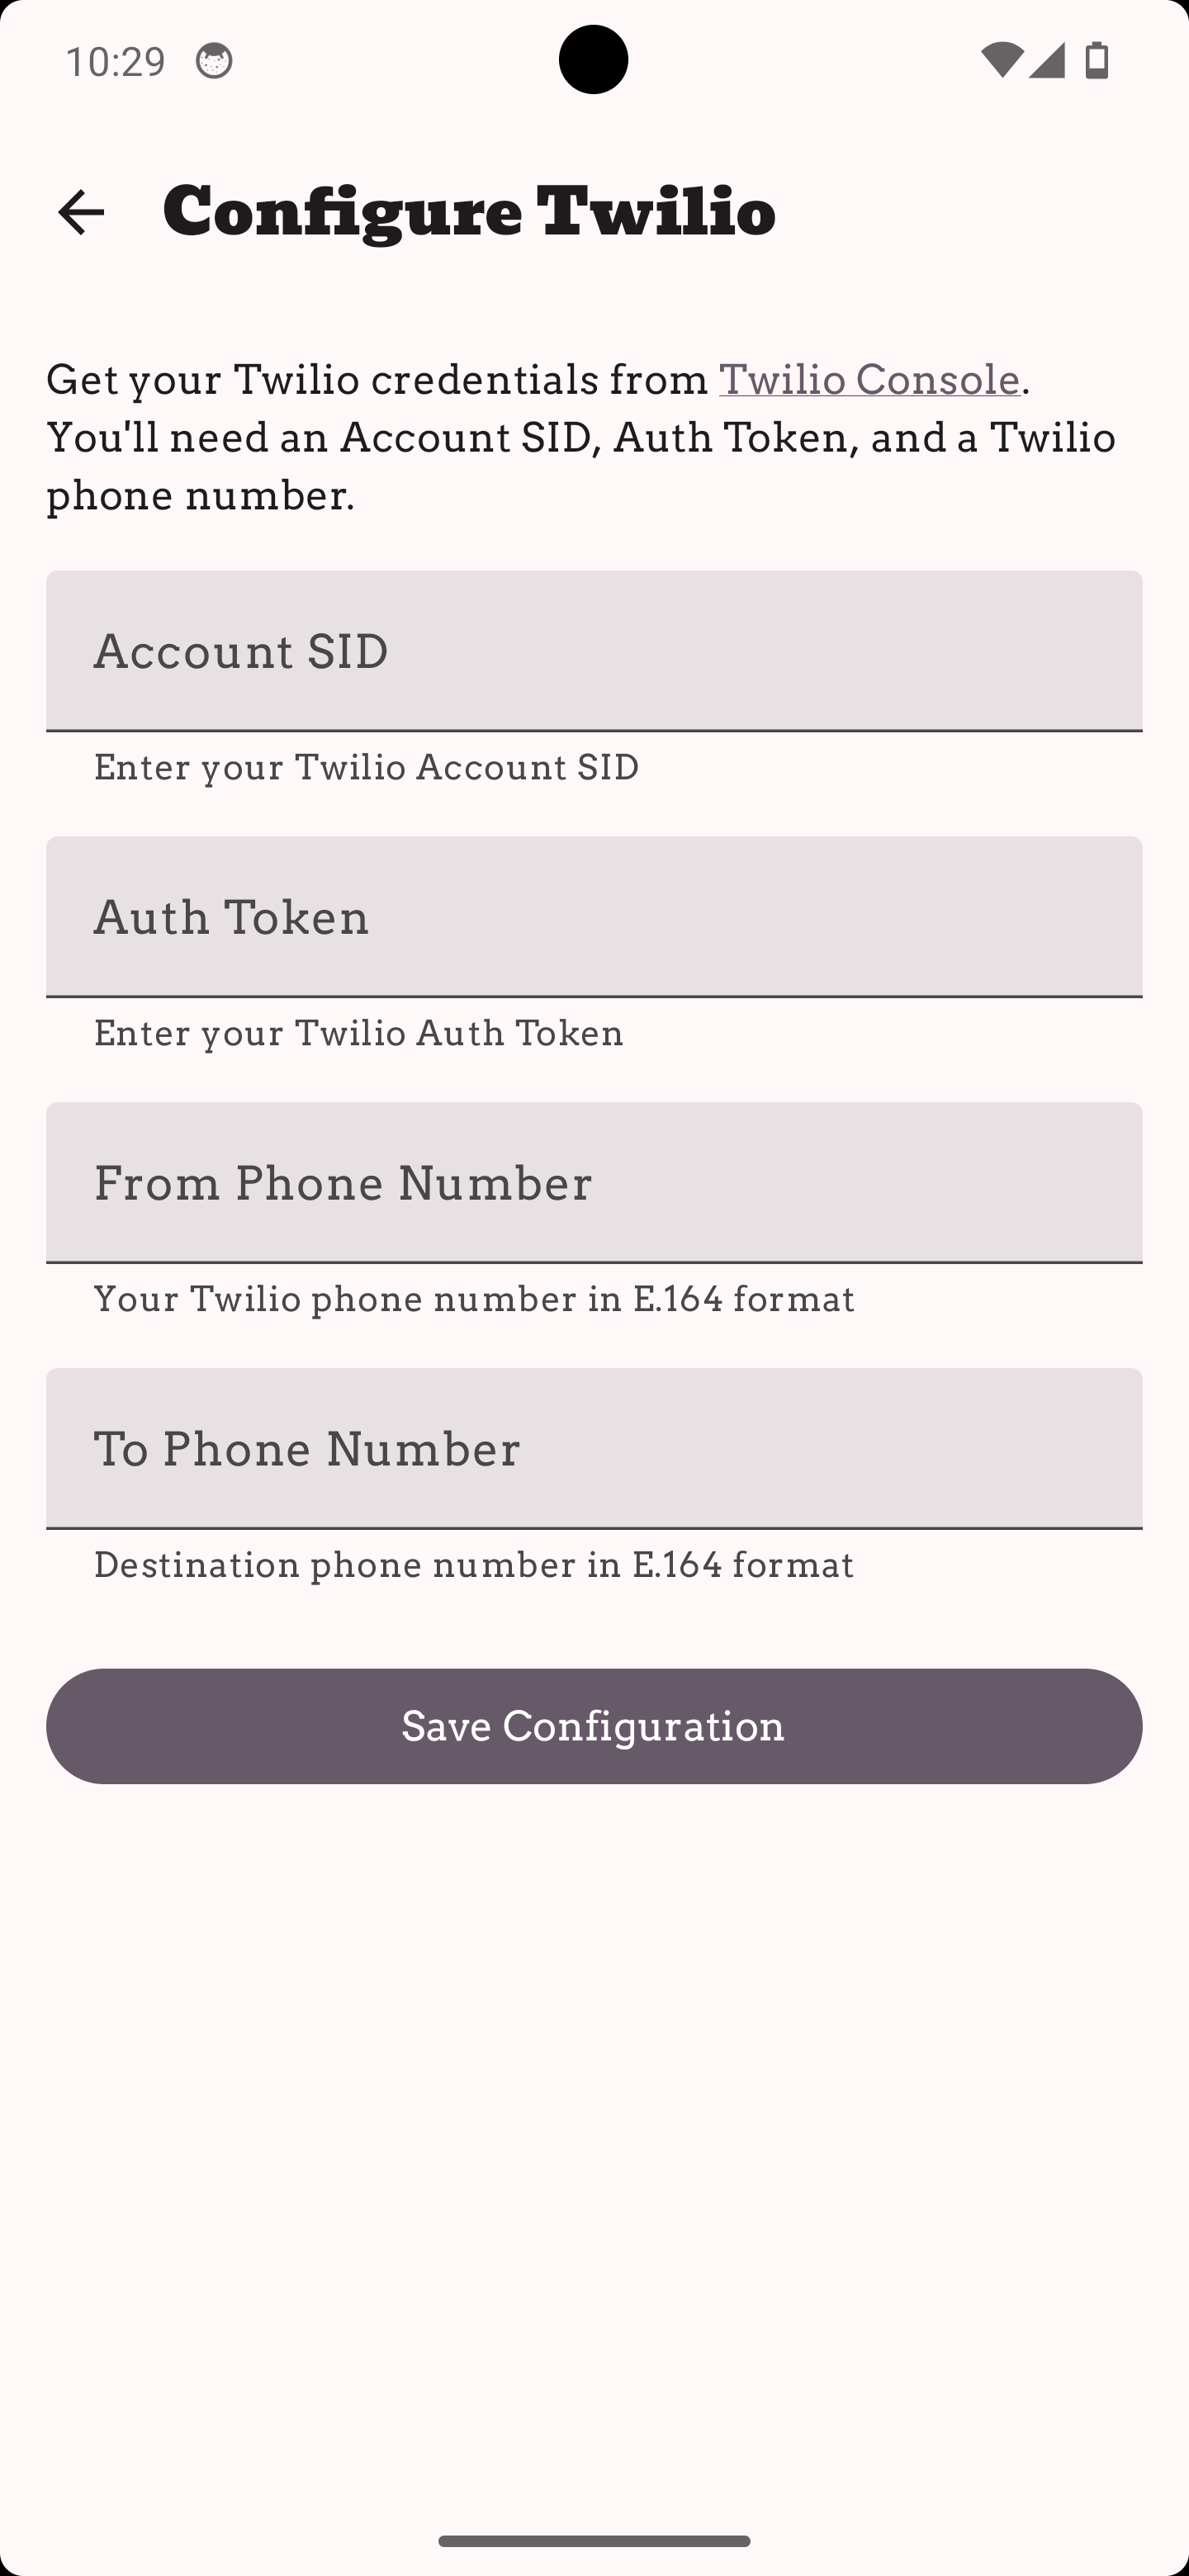 10:29
Configure Twilio
Get your Twilio credentials from Twilio Console.
You'll need an Account SID, Auth Token, and a Twilio
phone number.
Account SID
Enter your Twilio Account SID
Auth Token
Enter your Twilio Auth Token
From Phone Number
Your Twilio phone number in E.164 format
To Phone Number
Destination phone number in E.164 format
Save Configuration